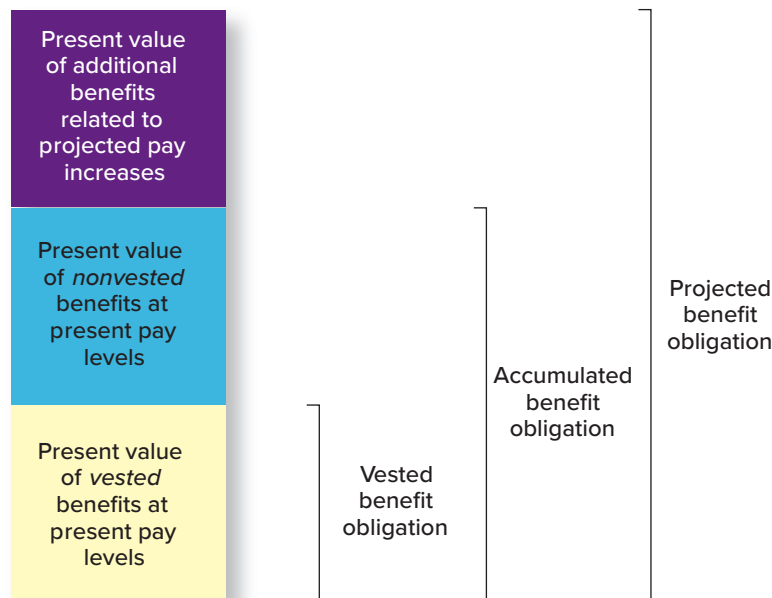 Present value
of additional
benefits
related to
projected pay
increases
Present value
of nonvested
benefits at
present pay
levels
Present value
of vested
benefits at
present pay
levels
Vested
benefit
obligation
Accumulated
benefit
obligation
Projected
benefit
obligation